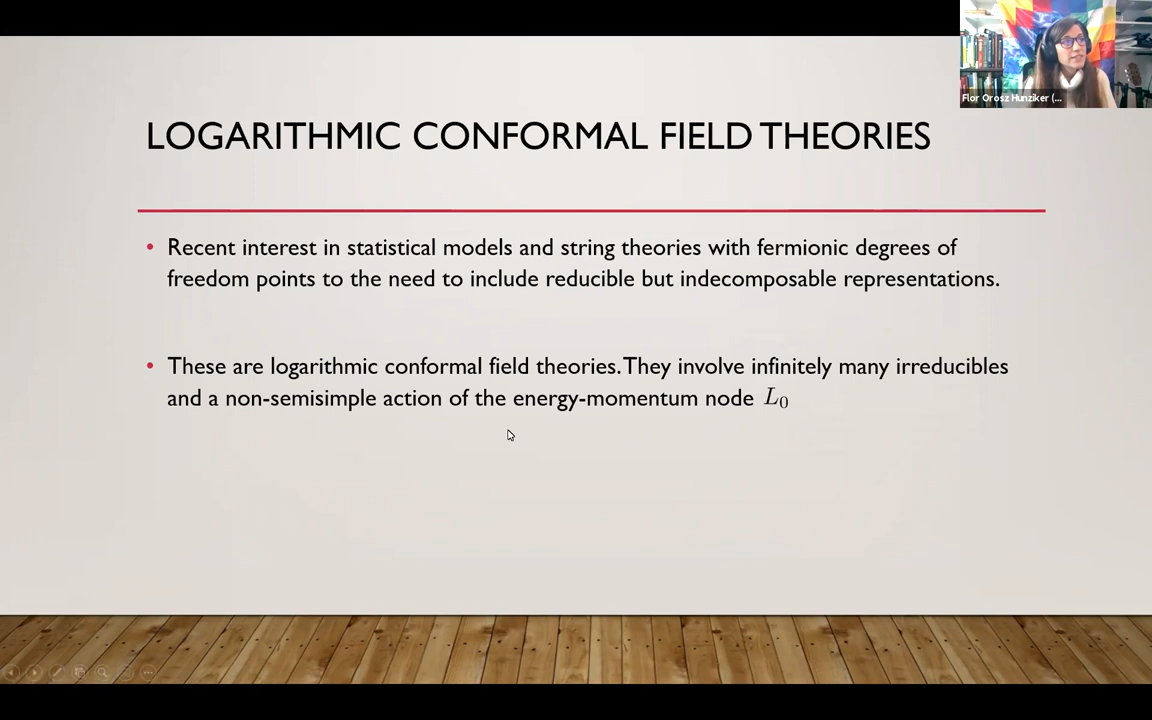 Flor Orosz Hunziker (...
LOGARITHMIC CONFORMAL FIELD THEORIES
• Recent interest in statistical models and string theories with fermionic degrees of
freedom points to the need to include reducible but indecomposable representations.
• These are logarithmic conformal field theories. They involve infinitely many irreducibles
and a non-semisimple action of the energy-momentum node L₀